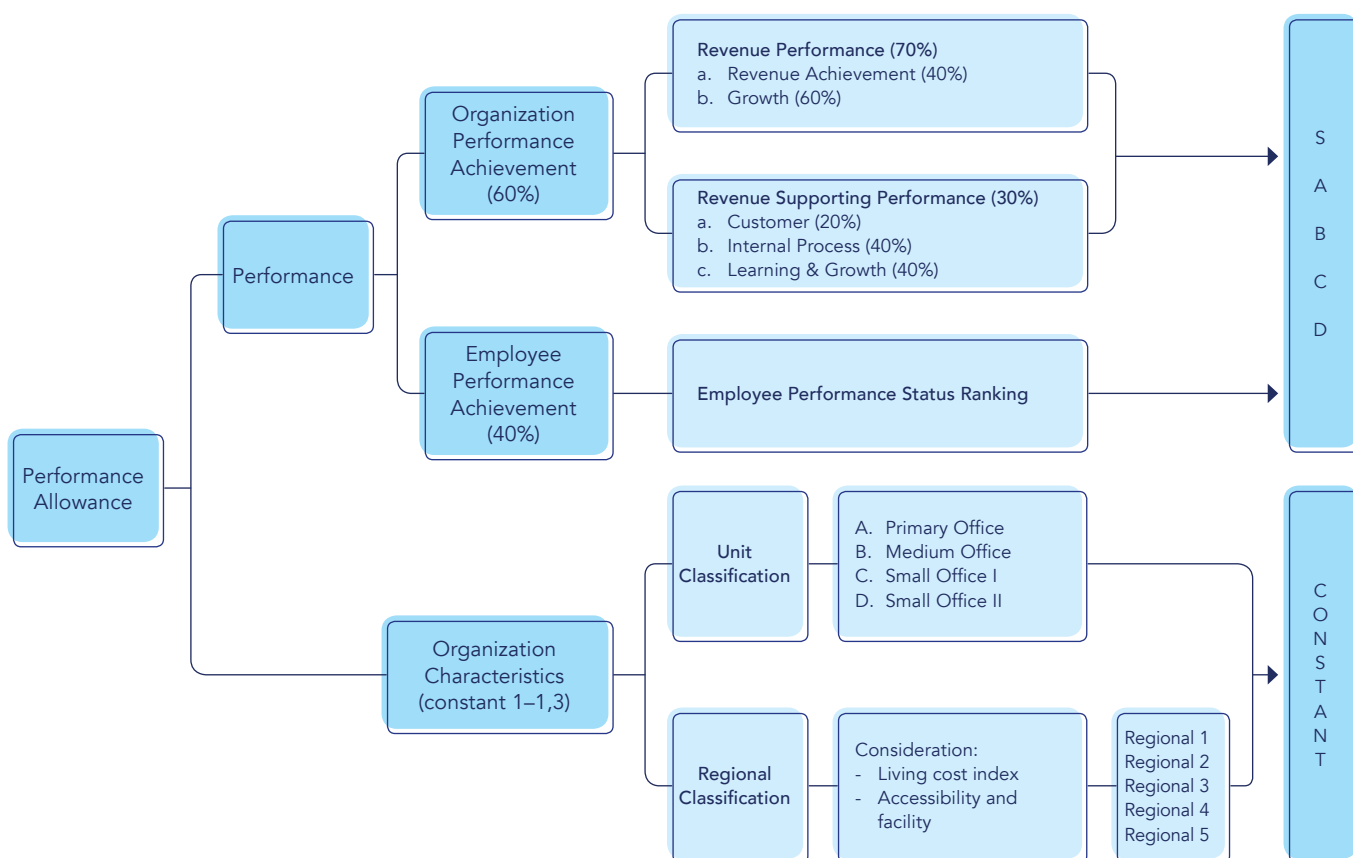 Performance
Allowance
Performance
Organization
Performance
Achievement
(60%)
Revenue Performance (70%)
a. Revenue Achievement (40%)
b. Growth (60%)
Revenue Supporting Performance (30%)
a. Customer (20%)
b. Internal Process (40%)
c. Learning & Growth (40%)
Employee
Performance
Achievement
(40%)
Employee Performance Status Ranking
S
A
B
C
D
Organization
Characteristics
(constant 1–1,3)
Unit
Classification
A. Primary Office
B. Medium Office
C. Small Office I
D. Small Office II
Regional
Classification
Consideration:
- Living cost index
- Accessibility and
facility
Regional 1
Regional 2
Regional 3
Regional 4
Regional 5
C
O
N
S
T
A
N
T